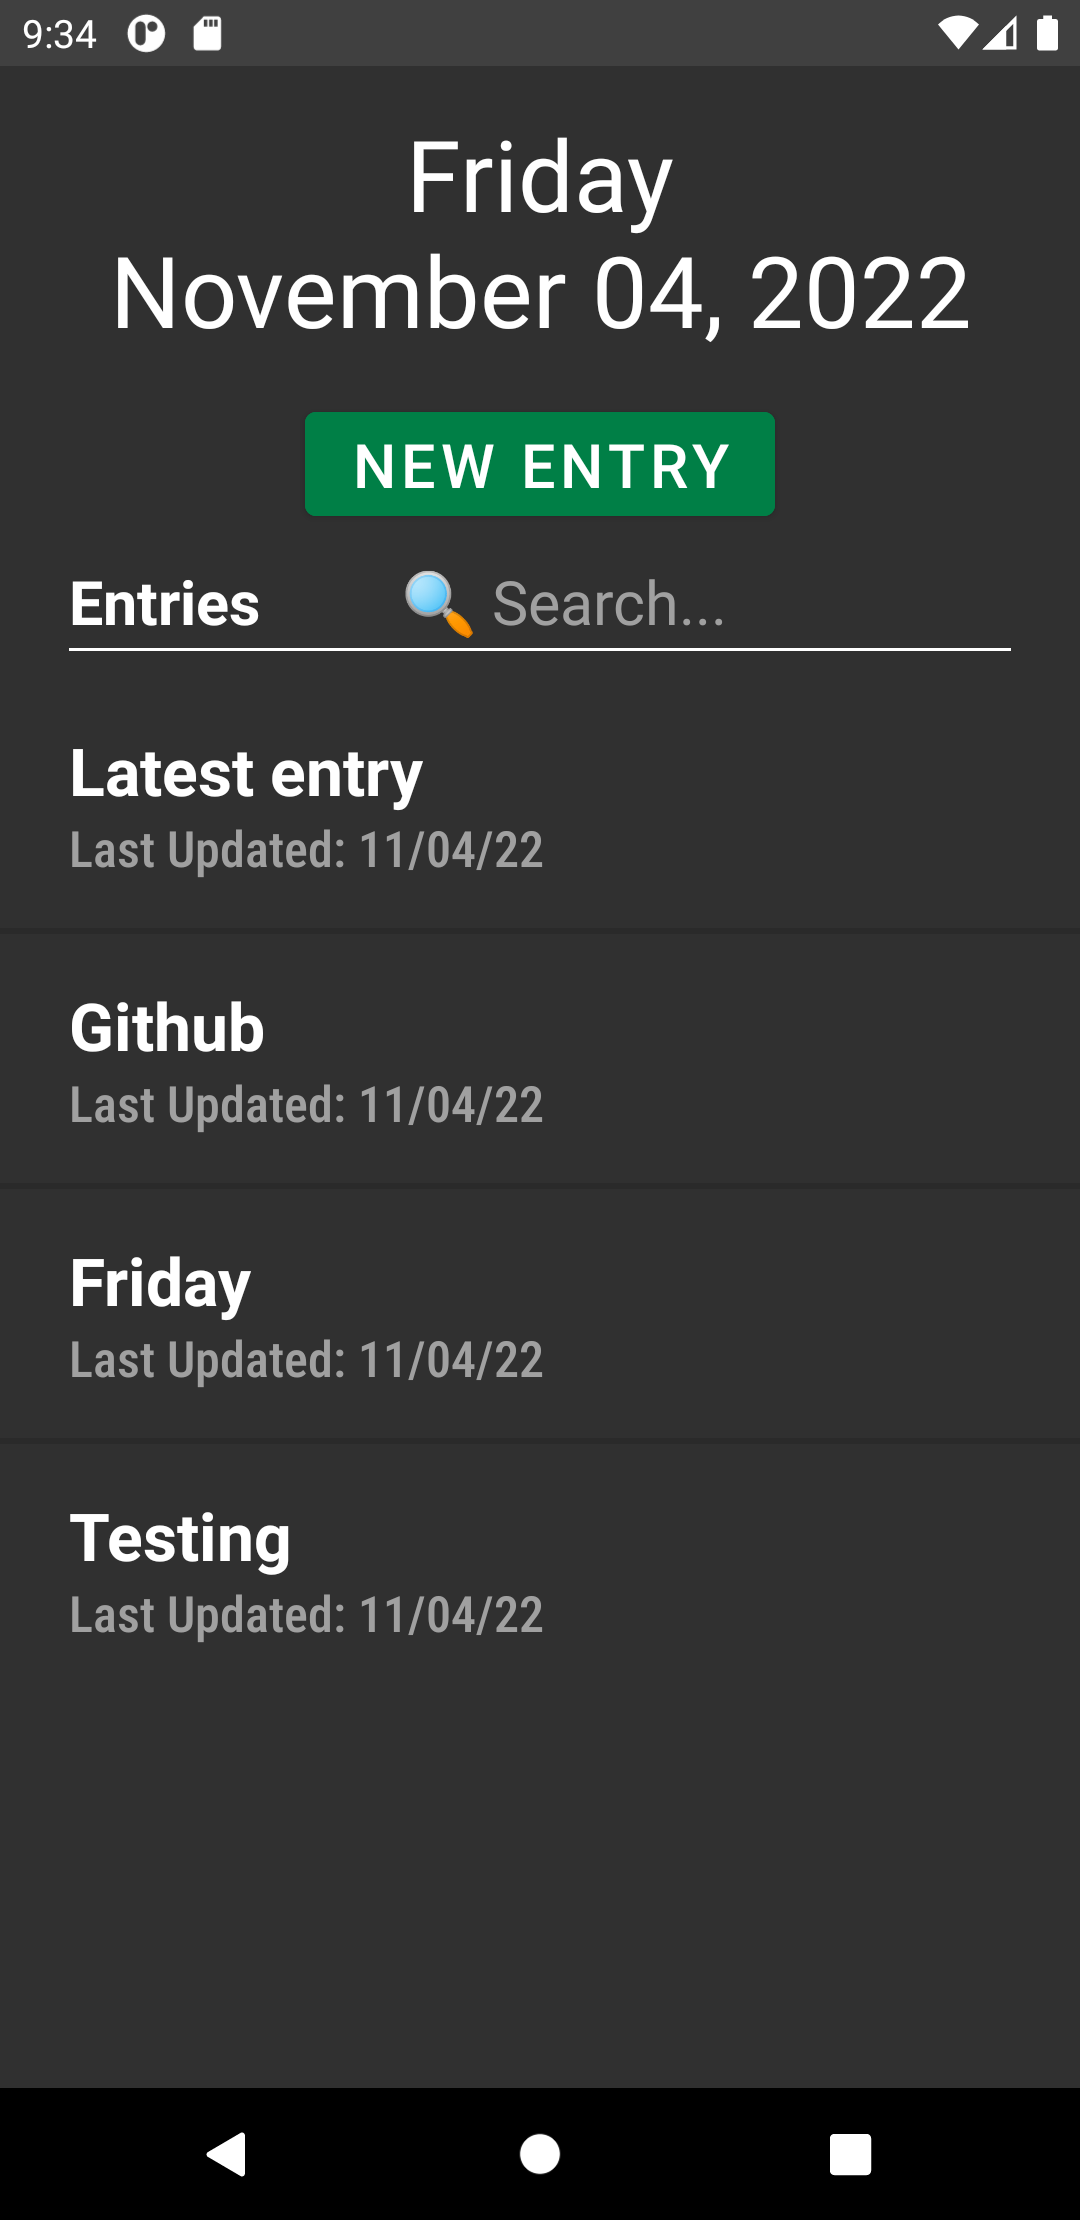 9:34
Friday
November 04, 2022
NEW ENTRY
Entries 🔍 Search...
Latest entry
Last Updated: 11/04/22
Github
Last Updated: 11/04/22
Friday
Last Updated: 11/04/22
Testing
Last Updated: 11/04/22